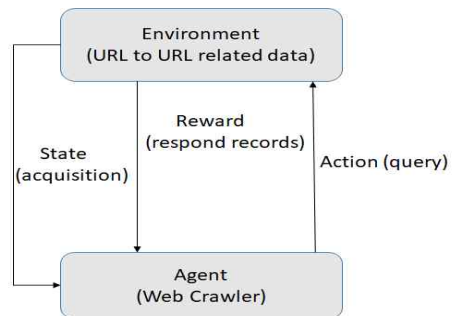 Environment
(URL to URL related data)
Reward
(respond records)
State
(acquisition)
Action (query)
Agent
(Web Crawler)